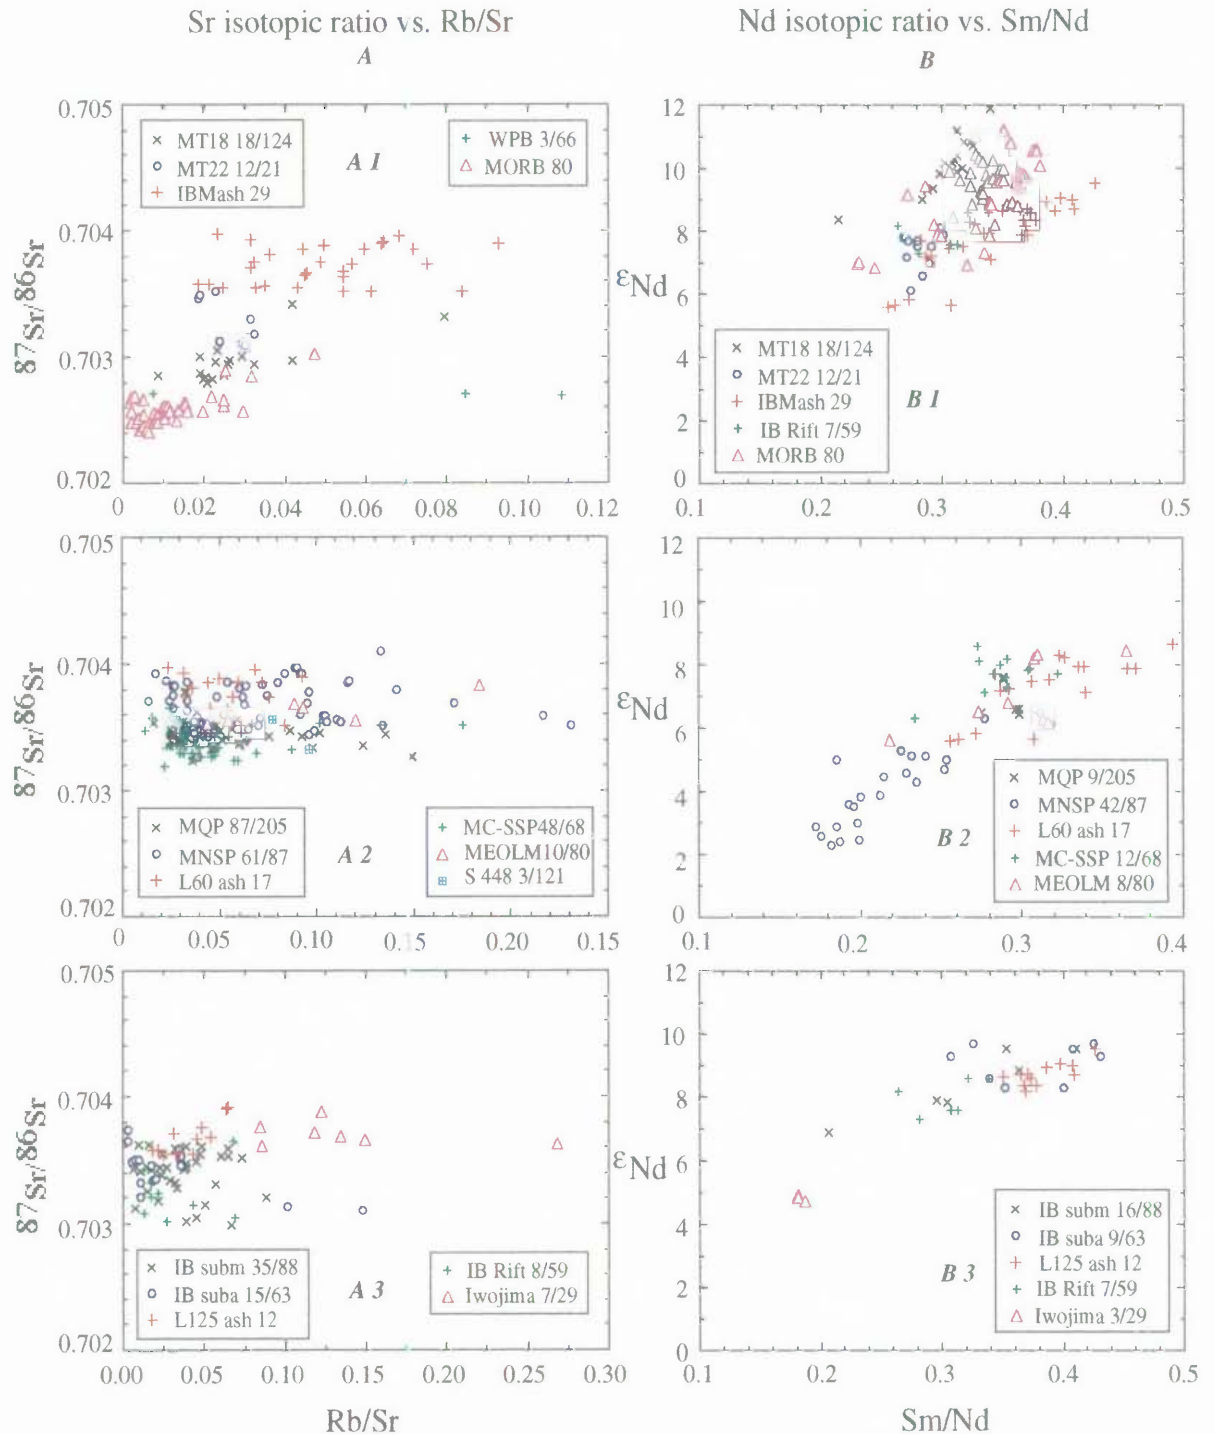 Sr isotopic ratio vs. Rb/Sr
A
Nd isotopic ratio vs. Sm/Nd
B
87Sr/86Sr
0.705
0.704
0.703
0.702
MT18 18/124
MT22 12/21
IBMash 29
A 1
WPB 3/66
MORB 80
0
0.02
0.04
0.06
0.08
0.10
0.12
εNd
12
10
8
6
4
2
0
MT18 18/124
MT22 12/21
IBMash 29
IB Rift 7/59
MORB 80
B 1
0.1
0.2
0.3
0.4
0.5
87Sr/86Sr
0.705
0.704
0.703
0.702
MQP 87/205
MNSP 61/87
L60 ash 17
A 2
MC-SSP48/68
MEOLM10/80
S 448 3/121
0
0.05
0.10
0.15
0.05
0.10
0.15
εNd
12
10
8
6
4
2
0
MQP 9/205
MNSP 42/87
L60 ash 17
MC-SSP 12/68
MEOLM 8/80
B 2
0.1
0.2
0.3
0.4
87Sr/86Sr
0.705
0.704
0.703
0.702
IB subm 35/88
IB suba 15/63
L125 ash 12
A 3
IB Rift 8/59
Iwojima 7/29
0.00
0.05
0.10
0.15
0.20
0.25
0.30
Rb/Sr
εNd
12
10
8
6
4
2
0
IB subm 16/88
IB suba 9/63
L125 ash 12
IB Rift 7/59
Iwojima 3/29
B 3
0.1
0.2
0.3
0.4
0.5
Sm/Nd